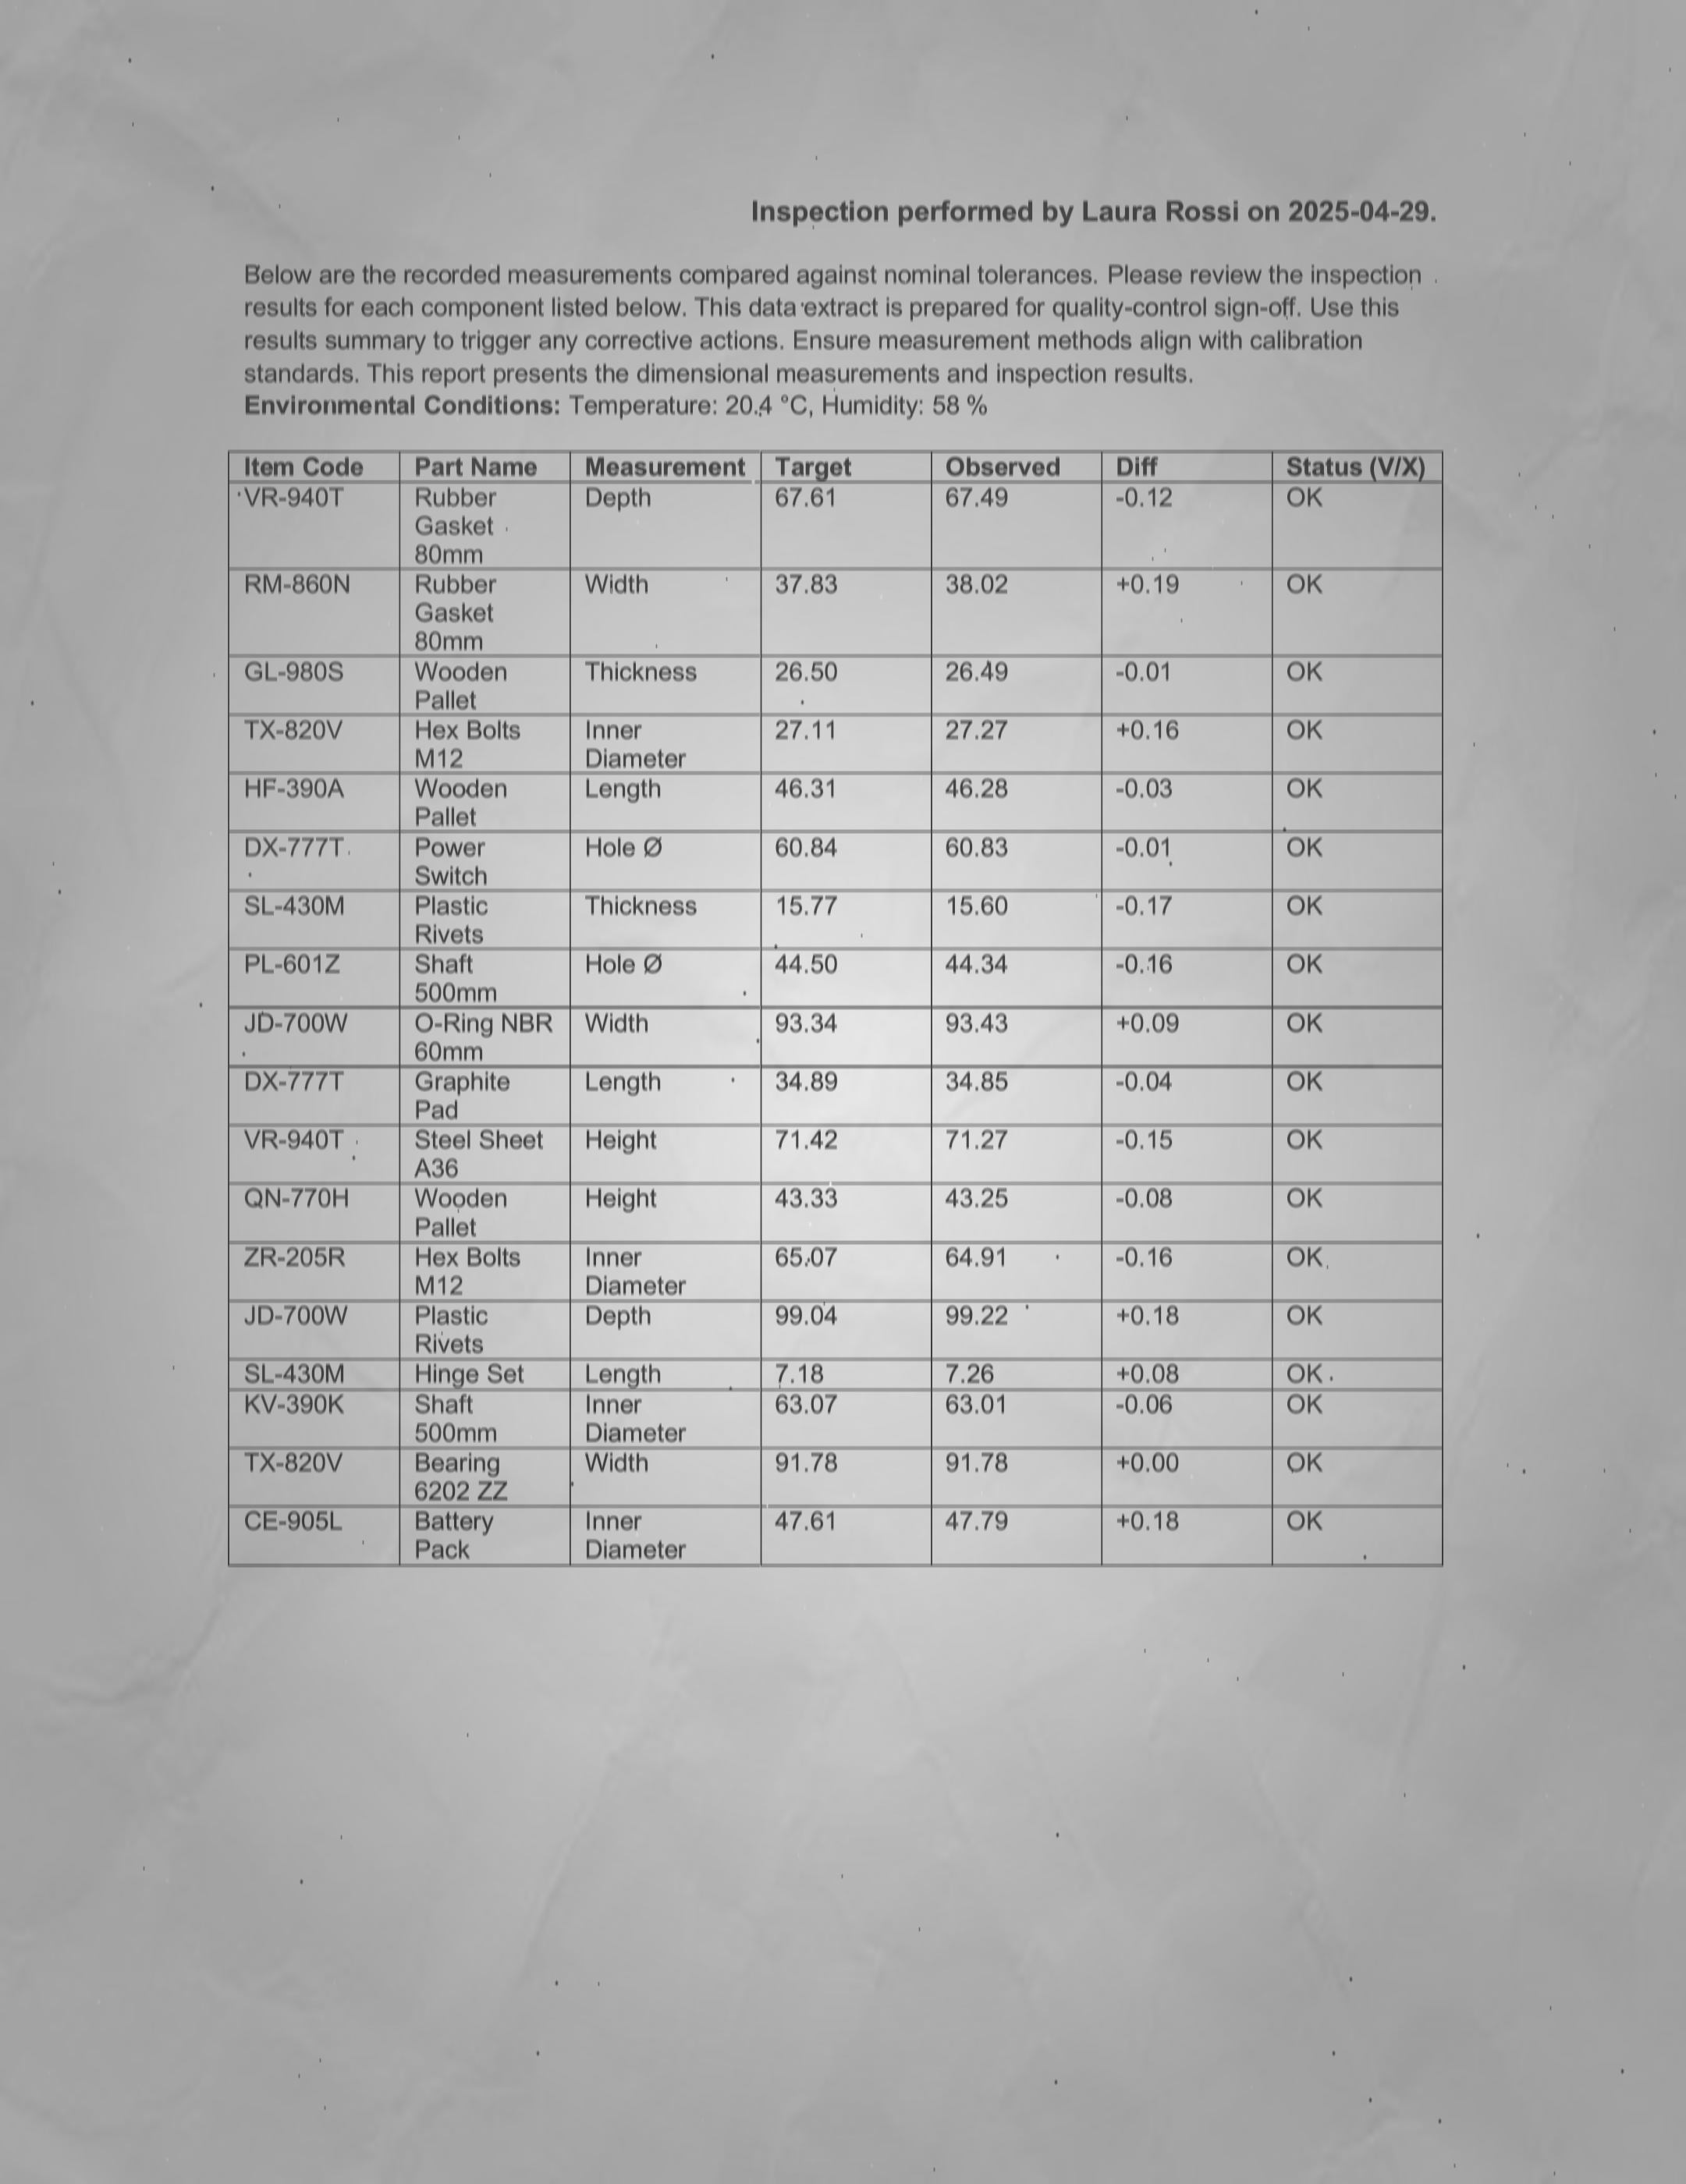 Inspection performed by Laura Rossi on 2025-04-29.
Below are the recorded measurements compared against nominal tolerances. Please review the inspection
results for each component listed below. This data extract is prepared for quality-control sign-off. Use this
results summary to trigger any corrective actions. Ensure measurement methods align with calibration
standards. This report presents the dimensional measurements and inspection results.
Environmental Conditions: Temperature: 20.4 °C, Humidity: 58 %
Item Code Part Name Measurement Target Observed Diff Status (V/X)
VR-940T Rubber Gasket 80mm Depth 67.61 67.49 -0.12 OK
RM-860N Rubber Gasket 80mm Width 37.83 38.02 +0.19 OK
GL-980S Wooden Pallet Thickness 26.50 26.49 -0.01 OK
TX-820V Hex Bolts M12 Inner Diameter 27.11 27.27 +0.16 OK
HF-390A Wooden Pallet Length 46.31 46.28 -0.03 OK
DX-777T Power Switch Hole Ø 60.84 60.83 -0.01 OK
SL-430M Plastic Rivets Thickness 15.77 15.60 -0.17 OK
PL-601Z Shaft 500mm Hole Ø 44.50 44.34 -0.16 OK
JD-700W O-Ring NBR 60mm Width 93.34 93.43 +0.09 OK
DX-777T Graphite Pad Length 34.89 34.85 -0.04 OK
VR-940T Steel Sheet A36 Height 71.42 71.27 -0.15 OK
QN-770H Wooden Pallet Height 43.33 43.25 -0.08 OK
ZR-205R Hex Bolts M12 Inner Diameter 65.07 64.91 -0.16 OK
JD-700W Plastic Rivets Depth 99.04 99.22 +0.18 OK
SL-430M Hinge Set Length 7.18 7.26 +0.08 OK
KV-390K Shaft 500mm Inner Diameter 63.07 63.01 -0.06 OK
TX-820V Bearing 6202 ZZ Width 91.78 91.78 +0.00 OK
CE-905L Battery Pack Inner Diameter 47.61 47.79 +0.18 OK